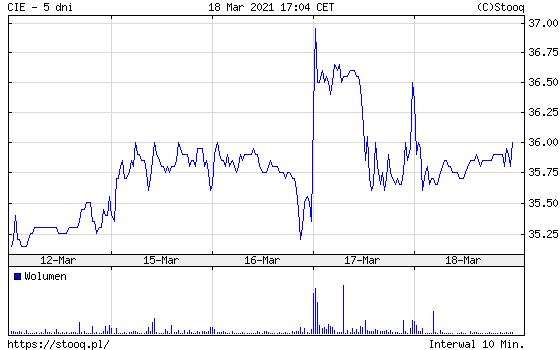 CIE - 5 dni 18 Mar 2021 17:04 CET (C)Stooq
37.00
36.75
36.50
36.25
36.00
35.75
35.50
35.25
12-Mar 15-Mar 16-Mar 17-Mar 18-Mar
Wolumen
https://stooq.pl/ Interwal 10 Min.